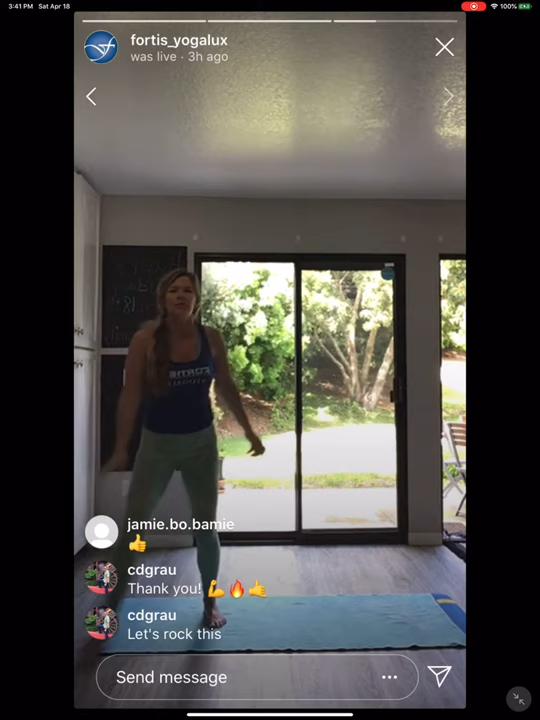 3:41 PM Sat Apr 18
100%
fortis_yogalux
was live · 3h ago
jamie.bo.bamie
👍
cdgrau
Thank you! 💪🔥🤙
cdgrau
Let's rock this
Send message